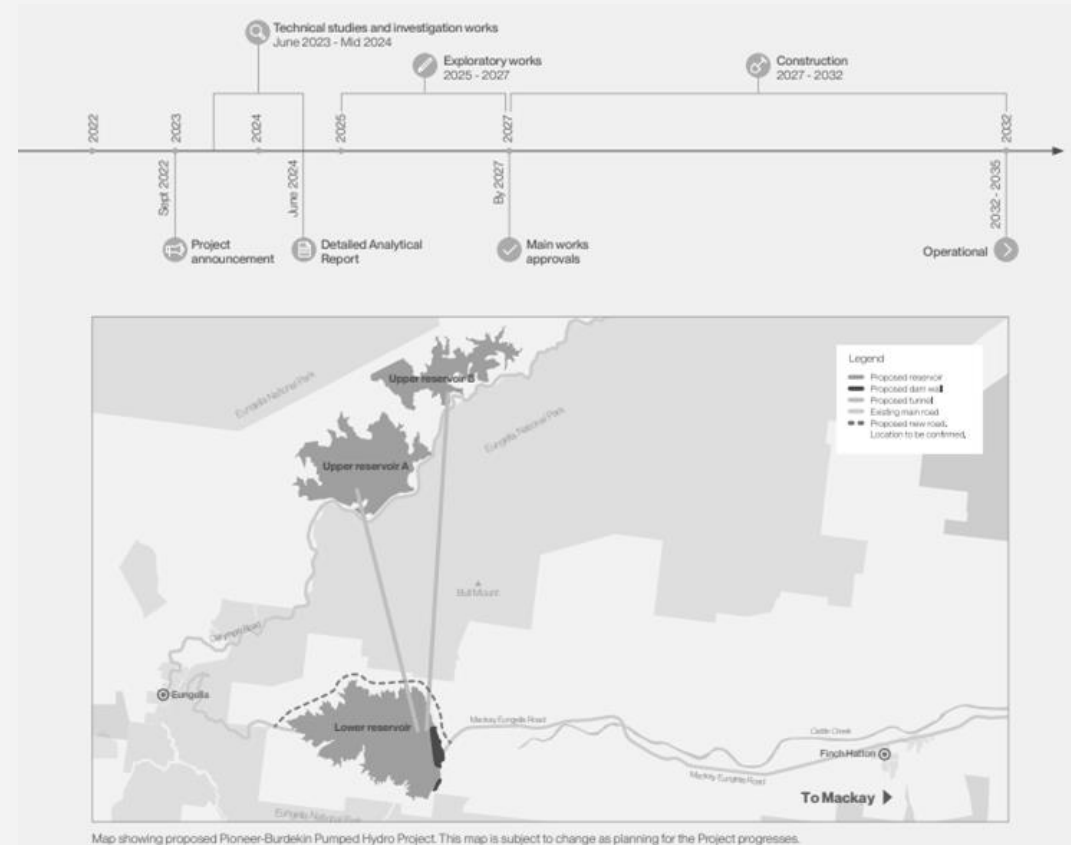 Technical studies and investigation works
June 2023 - Mid 2024
Exploratory works
2025 - 2027
Construction
2027 - 2032
2022
2023
2024
2025
2027
2032
Sept 2022
June 2024
By 2027
2032 - 2035
Project
announcement
Detailed Analytical
Report
Main works
approvals
Operational
Legend
Proposed reservoir
Proposed dam wall
Proposed tunnel
Existing main road
Proposed new road.
Location to be confirmed.
Upper reservoir B
Eungella National Park
Eungella National Park
Upper reservoir A
Bull Mount
Dalrymple Road
Eungella
Lower reservoir
Mackay Eungella Road
Cattle Creek
Finch Hatton
Mackay Eungella Road
To Mackay
Eungella National Park
Map showing proposed Pioneer-Burdekin Pumped Hydro Project. This map is subject to change as planning for the Project progresses.